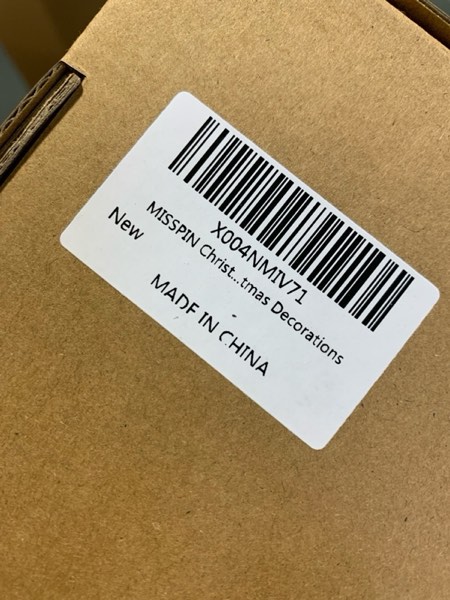 X004NMIV71
MISSPIN Christ...tmas Decorations
New
MADE IN CHINA